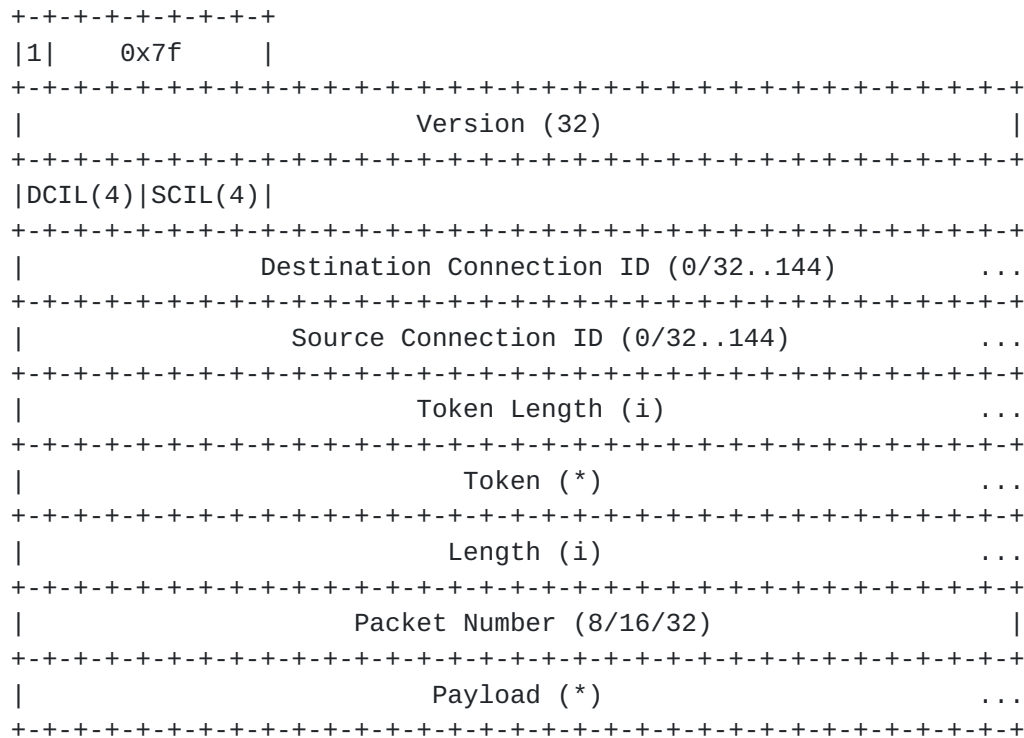 +-+-+-+-+-+-+-+-+
|1|    0x7f     |
+-+-+-+-+-+-+-+-+-+-+-+-+-+-+-+-+-+-+-+-+-+-+-+-+-+-+-+-+-+-+-+-+
|                         Version (32)                          |
+-+-+-+-+-+-+-+-+-+-+-+-+-+-+-+-+-+-+-+-+-+-+-+-+-+-+-+-+-+-+-+-+
|DCIL(4)|SCIL(4)|
+-+-+-+-+-+-+-+-+-+-+-+-+-+-+-+-+-+-+-+-+-+-+-+-+-+-+-+-+-+-+-+-+
|               Destination Connection ID (0/32..144)         ...
+-+-+-+-+-+-+-+-+-+-+-+-+-+-+-+-+-+-+-+-+-+-+-+-+-+-+-+-+-+-+-+-+
|                 Source Connection ID (0/32..144)            ...
+-+-+-+-+-+-+-+-+-+-+-+-+-+-+-+-+-+-+-+-+-+-+-+-+-+-+-+-+-+-+-+-+
|                         Token Length (i)                    ...
+-+-+-+-+-+-+-+-+-+-+-+-+-+-+-+-+-+-+-+-+-+-+-+-+-+-+-+-+-+-+-+-+
|                            Token (*)                        ...
+-+-+-+-+-+-+-+-+-+-+-+-+-+-+-+-+-+-+-+-+-+-+-+-+-+-+-+-+-+-+-+-+
|                           Length (i)                        ...
+-+-+-+-+-+-+-+-+-+-+-+-+-+-+-+-+-+-+-+-+-+-+-+-+-+-+-+-+-+-+-+-+
|                     Packet Number (8/16/32)                   |
+-+-+-+-+-+-+-+-+-+-+-+-+-+-+-+-+-+-+-+-+-+-+-+-+-+-+-+-+-+-+-+-+
|                          Payload (*)                        ...
+-+-+-+-+-+-+-+-+-+-+-+-+-+-+-+-+-+-+-+-+-+-+-+-+-+-+-+-+-+-+-+-+